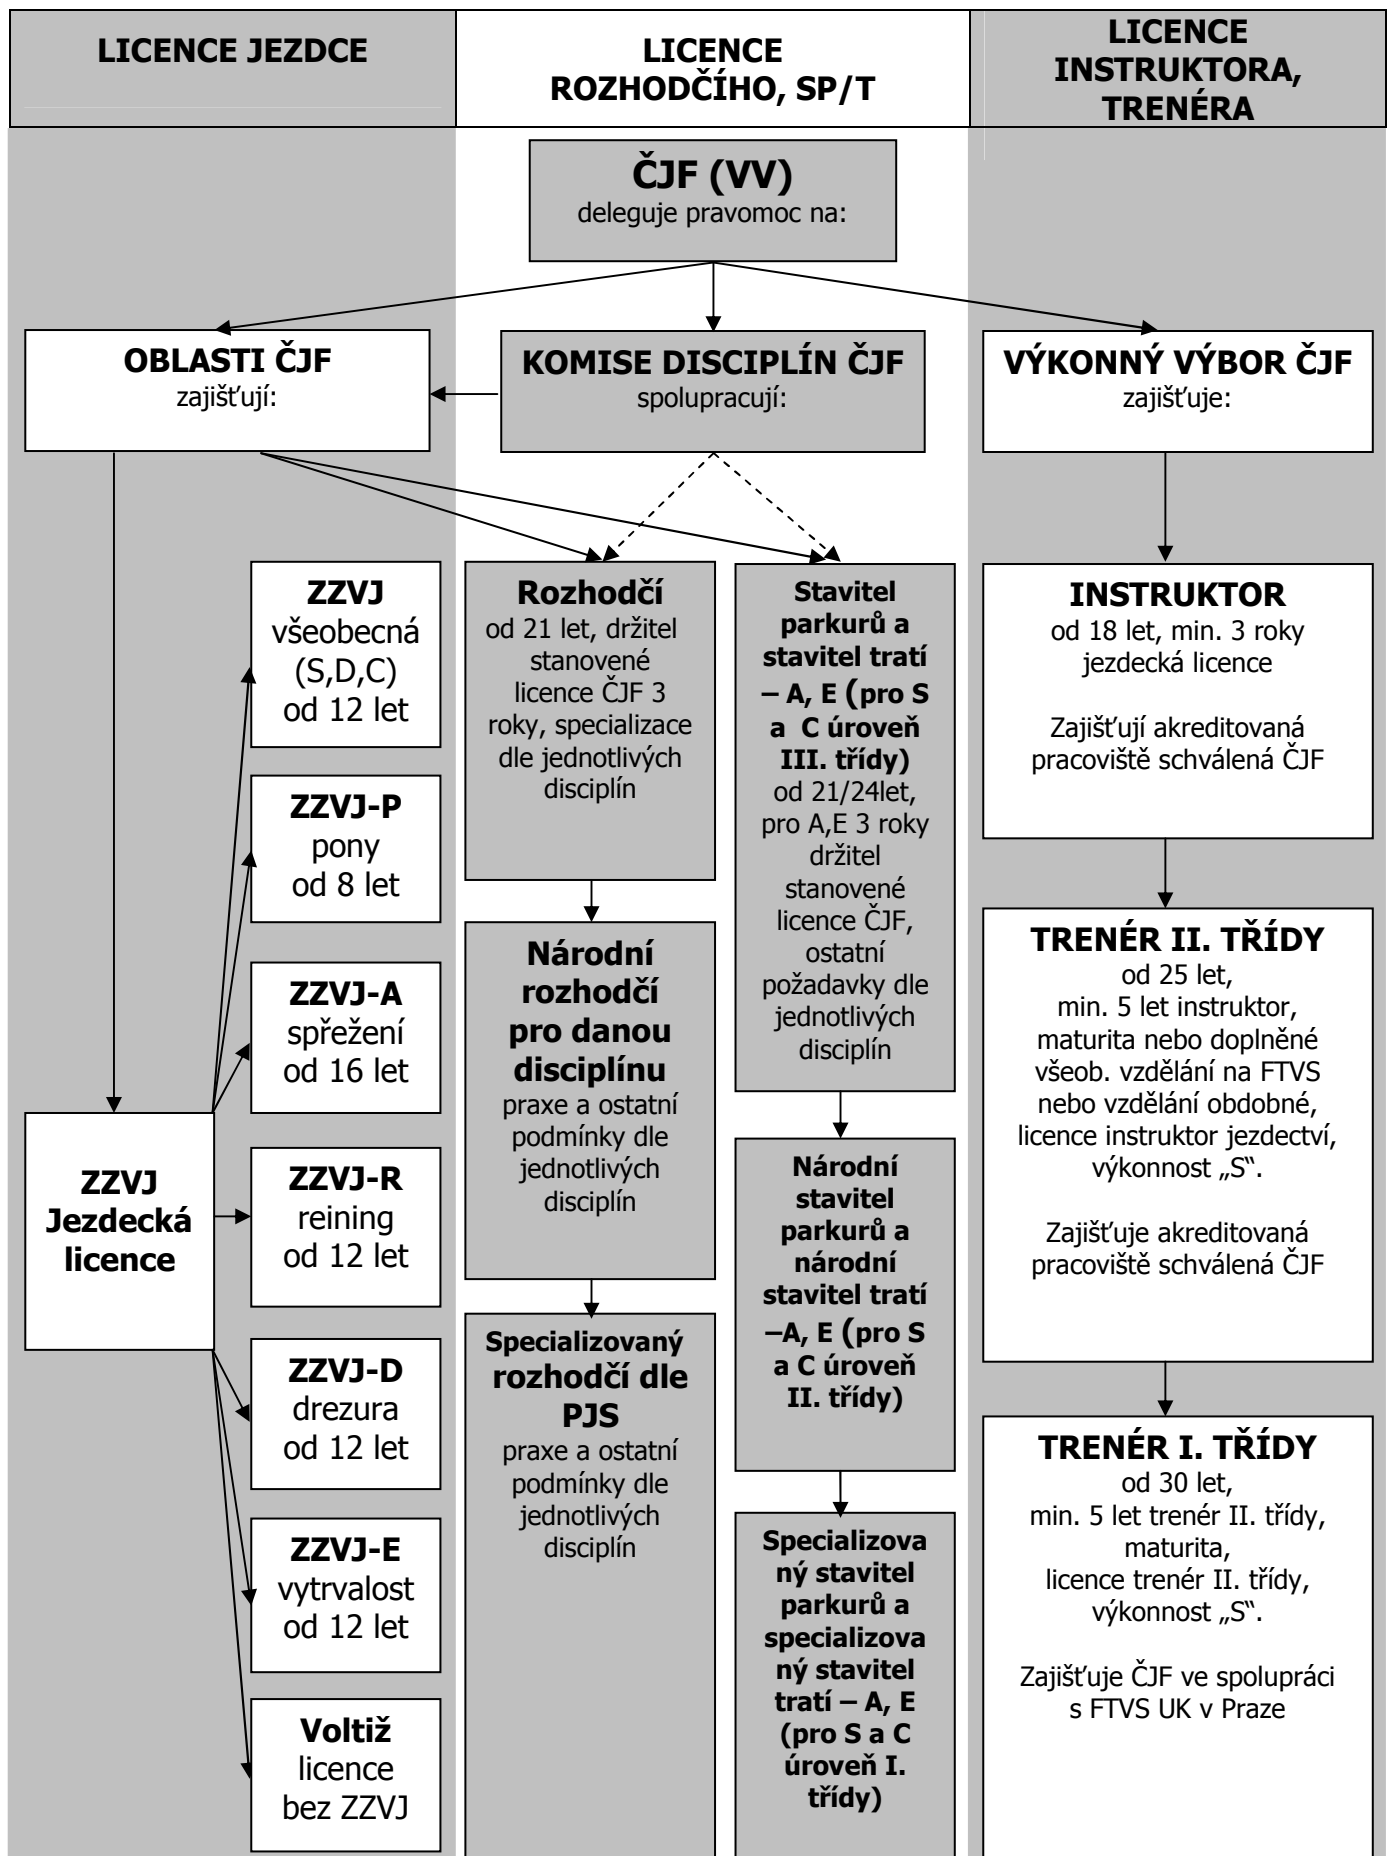 LICENCE JEZDCE
LICENCE
ROZHODČÍHO, SP/T
LICENCE
INSTRUKTORA,
TRENÉRA
ČJF (VV)
deleguje pravomoc na:
OBLASTI ČJF
zajišťují:
KOMISE DISCIPLÍN ČJF
spolupracují:
VÝKONNÝ VÝBOR ČJF
zajišťuje:
ZZVJ
Jezdecká
licence
ZZVJ
všeobecná
(S,D,C)
od 12 let
ZZVJ-P
pony
od 8 let
ZZVJ-A
spřežení
od 16 let
ZZVJ-R
reining
od 12 let
ZZVJ-D
drezura
od 12 let
ZZVJ-E
vytrvalost
od 12 let
Voltiž
licence
bez ZZVJ
Rozhodčí
od 21 let, držitel
stanovené
licence ČJF 3
roky, specializace
dle jednotlivých
disciplín
Národní
rozhodčí
pro danou
disciplínu
praxe a ostatní
podmínky dle
jednotlivých
disciplín
Specializovaný
rozhodčí dle
PJS
praxe a ostatní
podmínky dle
jednotlivých
disciplín
Stavitel
parkurů a
stavitel tratí
– A, E (pro S
a C úroveň
III. třídy)
od 21/24let,
pro A,E 3 roky
držitel
stanovené
licence ČJF,
ostatní
požadavky dle
jednotlivých
disciplín
Národní
stavitel
parkurů a
národní
stavitel tratí
–A, E (pro S
a C úroveň
II. třídy)
Specializova
ný stavitel
parkurů a
specializova
ný stavitel
tratí – A, E
(pro S a C
úroveň I.
třídy)
INSTRUKTOR
od 18 let, min. 3 roky
jezdecká licence
Zajišťují akreditovaná
pracoviště schválená ČJF
TRENÉR II. TŘÍDY
od 25 let,
min. 5 let instruktor,
maturita nebo doplněné
všeob. vzdělání na FTVS
nebo vzdělání obdobné,
licence instruktor jezdectví,
výkonnost „S“.
Zajišťuje akreditovaná
pracoviště schválená ČJF
TRENÉR I. TŘÍDY
od 30 let,
min. 5 let trenér II. třídy,
maturita,
licence trenér II. třídy,
výkonnost „S“.
Zajišťuje ČJF ve spolupráci
s FTVS UK v Praze